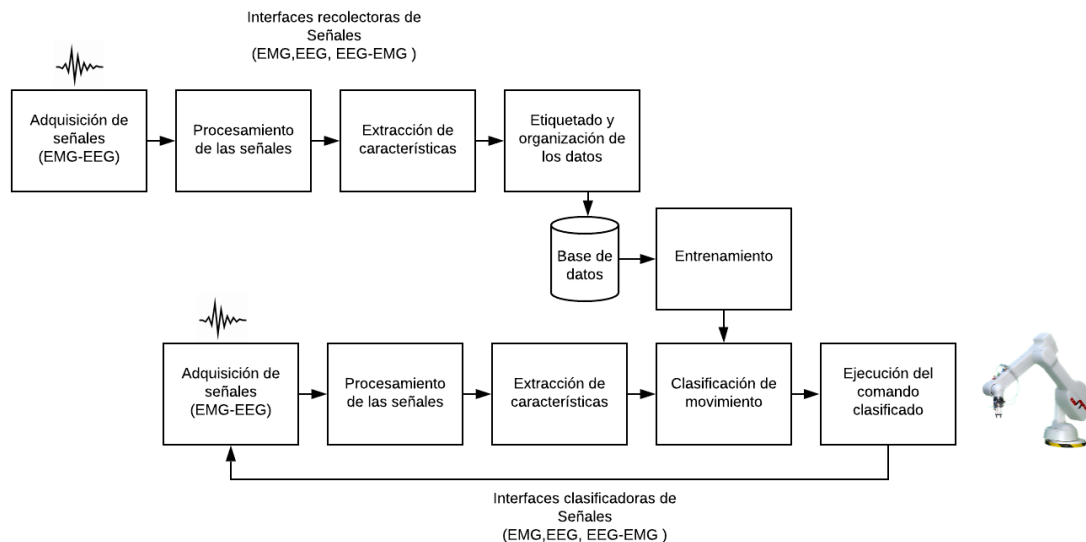 Interfaces recolectoras de
Señales
(EMG,EEG, EEG-EMG )
Adquisición de
señales
(EMG-EEG)
Procesamiento
de las señales
Extracción de
características
Etiquetado y
organización de
los datos
Base de
datos
Entrenamiento
Adquisición de
señales
(EMG-EEG)
Procesamiento
de las señales
Extracción de
características
Clasificación de
movimiento
Ejecución del
comando
clasificado
Interfaces clasificadoras de
Señales
(EMG,EEG, EEG-EMG )